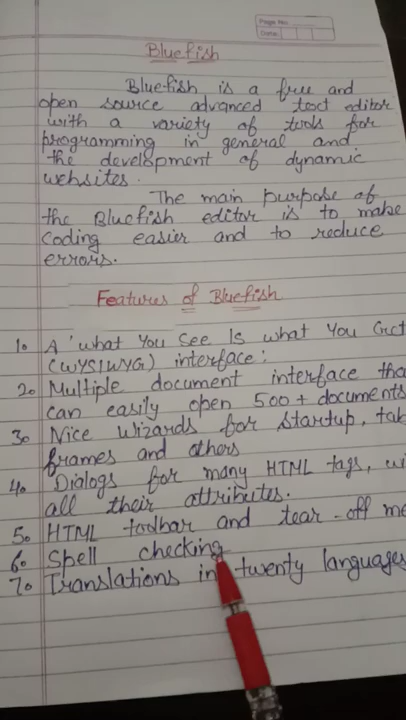 Page No:
Date:
Bluefish
Bluefish is a free and
open source advanced text editor
with a variety of tools for
programming in general and
the development of dynamic
websites.
The main purpose of
the Bluefish editor is to make
coding easier and to reduce
errors.
Features of Bluefish
1. A 'What You See Is What You Get
(WYSIWYG) interface:
2. Multiple document interface tha
can easily open 500+ documents
3. Nice Wizards for startup, tab
frames and others
4. Dialogs for many HTML tags, wi
all their attributes.
5. HTML toolbar and tear-off me
6. Spell checking
7. Translations in twenty languages